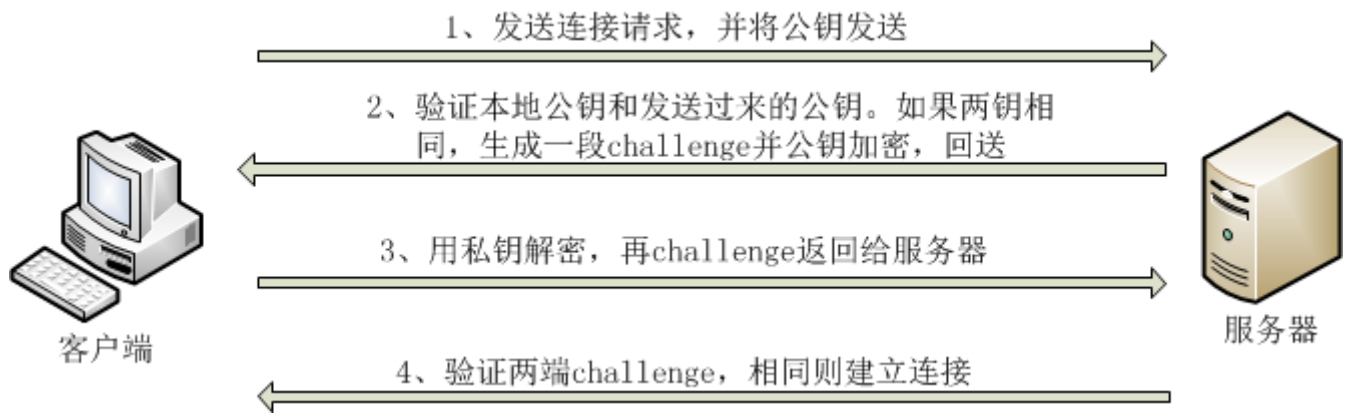 1、发送连接请求，并将公钥发送
2、验证本地公钥和发送过来的公钥。如果两钥相
同，生成一段challenge并公钥加密，回送
3、用私钥解密，再challenge返回给服务器
客户端
服务器
4、验证两端challenge，相同则建立连接